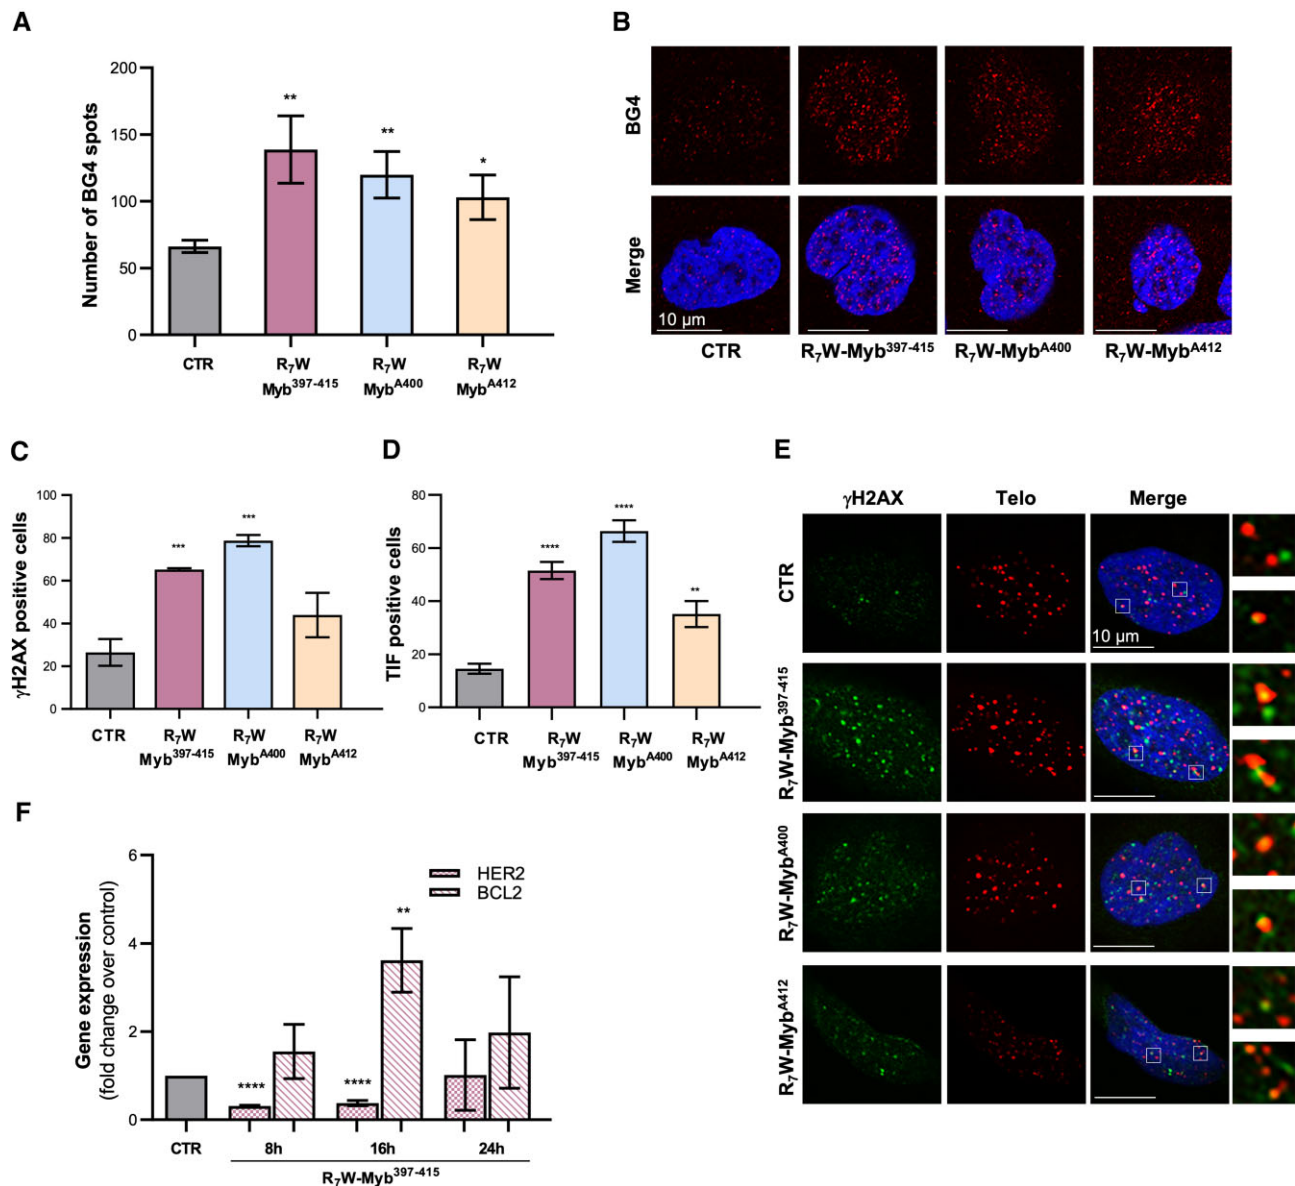 A
Number of BG4 spots
200
150
100
50
0
**
**
*
CTR
R₇W
Myb³⁹⁷⁻⁴¹⁵
R₇W
Mybᴬ⁴⁰⁰
R₇W
Mybᴬ⁴¹²
B
BG4
Merge
10 µm
CTR
R₇W-Myb³⁹⁷⁻⁴¹⁵
R₇W-Mybᴬ⁴⁰⁰
R₇W-Mybᴬ⁴¹²
C
γH2AX positive cells
100
80
60
40
20
0
***
***
CTR
R₇W
Myb³⁹⁷⁻⁴¹⁵
R₇W
Mybᴬ⁴⁰⁰
R₇W
Mybᴬ⁴¹²
D
TIF positive cells
80
60
40
20
0
****
****
**
CTR
R₇W
Myb³⁹⁷⁻⁴¹⁵
R₇W
Mybᴬ⁴⁰⁰
R₇W
Mybᴬ⁴¹²
E
γH2AX
Telo
Merge
CTR
10 µm
R₇W-Myb³⁹⁷⁻⁴¹⁵
R₇W-Mybᴬ⁴⁰⁰
R₇W-Mybᴬ⁴¹²
F
Gene expression
(fold change over control)
6
4
2
0
HER2
BCL2
****
****
**
CTR
8h
16h
24h
R₇W-Myb³⁹⁷⁻⁴¹⁵